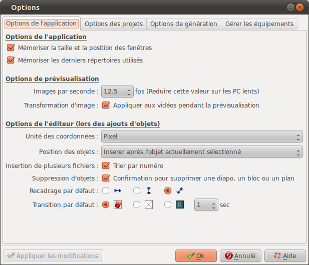 Options
Options de l'application
Options des projets
Options de génération
Gérer les équipements
Options de l'application
Mémoriser la taille et la position des fenêtres
Mémoriser les derniers répertoires utilisés
Options de prévisualisation
Images par seconde : 12.5 fps (Reduire cette valeur sur les PC lents)
Transformation d'image : Appliquer aux vidéos pendant la prévisualisation
Options de l'éditeur (lors des ajouts d'objets)
Unité des coordonnées : Pixel
Position des objets : Inserer après l'objet actuellement sélectionné
Insertion de plusieurs fichiers : Trier par numéro
Suppression d'objets : Confirmation pour supprimer une diapo, un bloc ou un plan
Recadrage par défaut :
Transition par défaut : 1 sec
Appliquer les modifications
Ok
Annulé
Aide